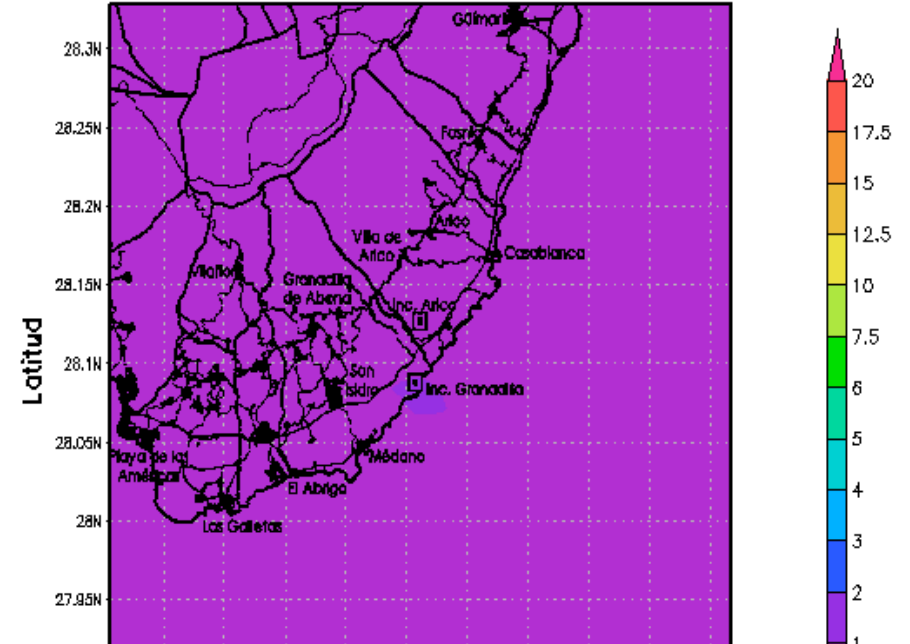 Güimar
28.3N
28.25N
Fasnia
28.2N
Arico
Villa de
Arico
Casablanca
Vilaflor
28.15N
Granadilla
de Abona
Inc. Arico
28.1N
San
Isidro
Inc. Granadilla
28.05N
Playa de las
Américas
Médano
El Abrigo
28N
Las Galletas
27.95N
Latitud
20
17.5
15
12.5
10
7.5
6
5
4
3
2
1